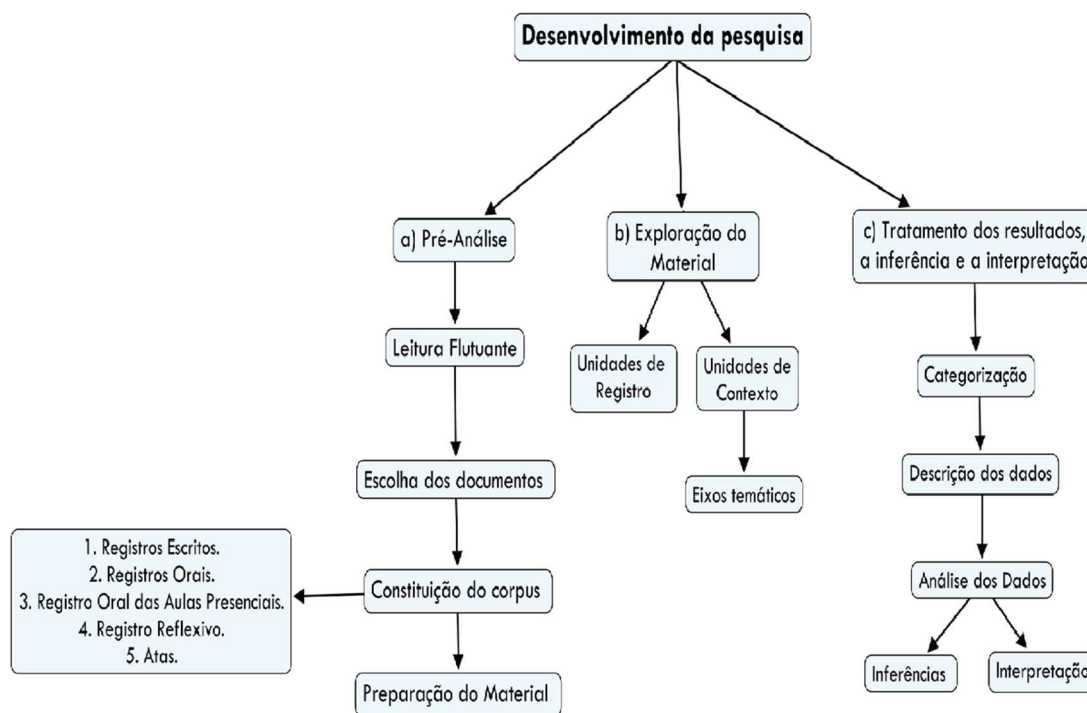 Desenvolvimento da pesquisa
a) Pré-Análise
b) Exploração do
Material
c) Tratamento dos resultados,
a inferência e a interpretação
Leitura Flutuante
Unidades de
Registro
Unidades de
Contexto
Categorização
Escolha dos documentos
Eixos temáticos
Descrição dos dados
1. Registros Escritos.
2. Registros Orais.
3. Registro Oral das Aulas Presenciais.
4. Registro Reflexivo.
5. Atas.
Constituição do corpus
Análise dos Dados
Preparação do Material
Inferências
Interpretação